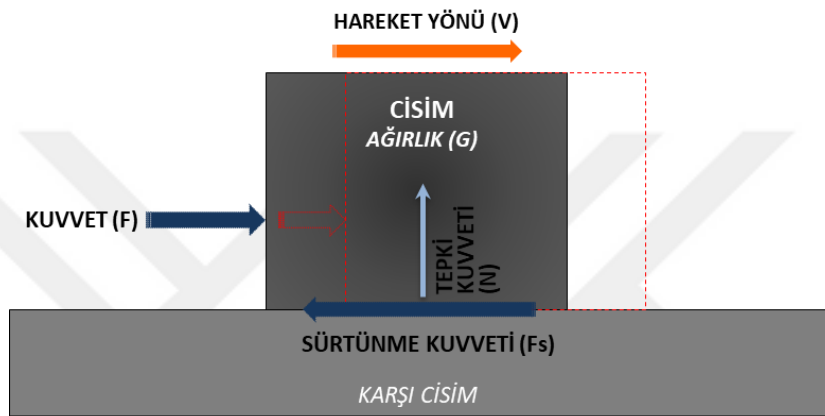 HAREKET YÖNÜ (V)
CİSİM
AĞIRLIK (G)
KUVVET (F)
TEPKİ
KUVVETİ
(N)
SÜRTÜNME KUVVETİ (Fs)
KARŞI CİSİM